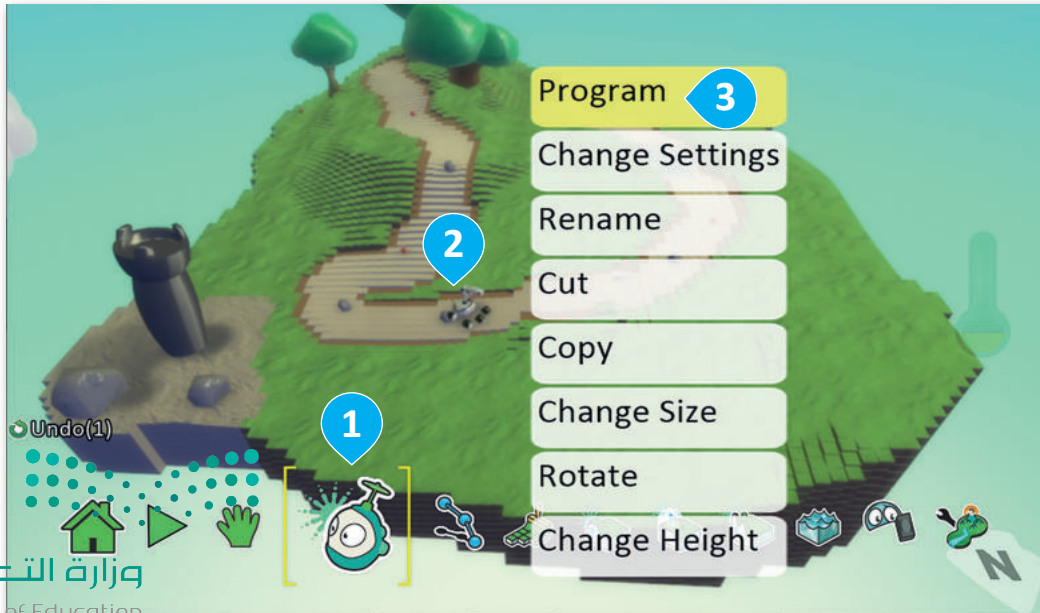 Program
3
Change Settings
Rename
2
Cut
Copy
Change Size
1
Undo(1)
Rotate
Change Height
N
وزارة
of Education